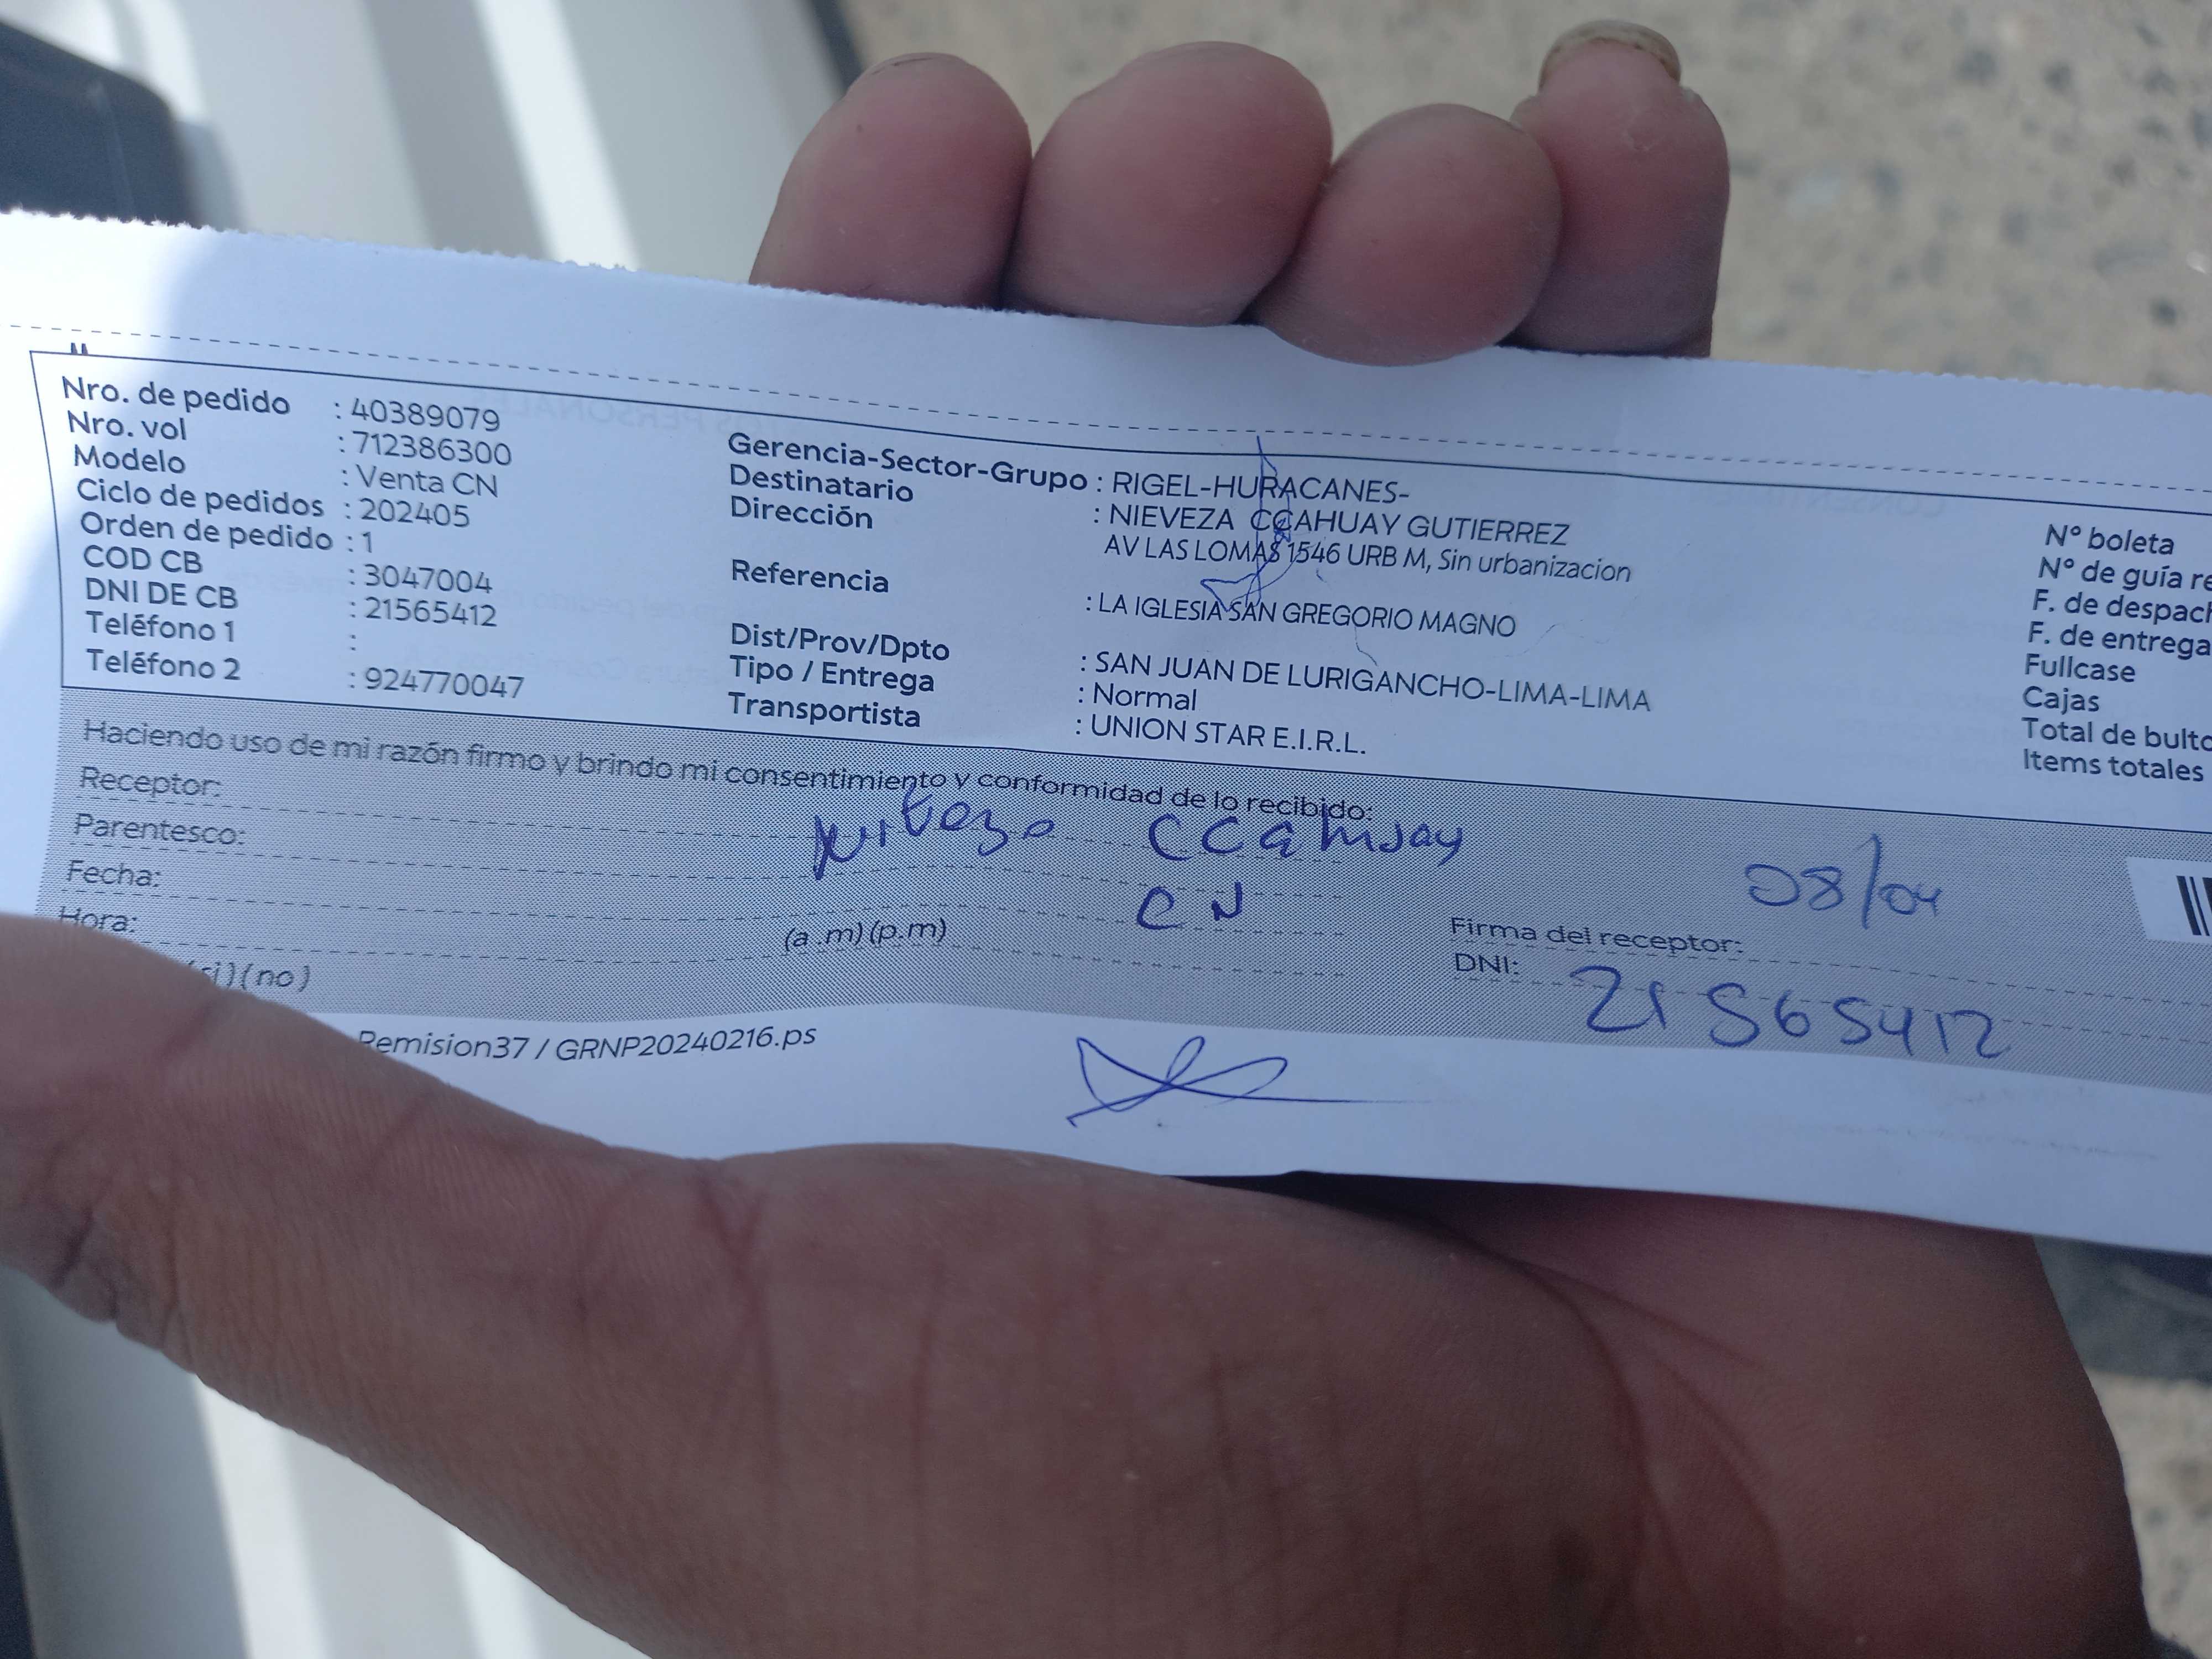 Nro. de pedido : 40389079
Nro. vol : 712386300
Modelo : Venta CN
Ciclo de pedidos : 202405
Orden de pedido : 1
COD CB : 3047004
DNI DE CB : 21565412
Teléfono 1 :
Teléfono 2 : 924770047
Gerencia-Sector-Grupo : RIGEL-HURACANES-
Destinatario : NIEVEZA CCAHUAY GUTIERREZ
Dirección AV LAS LOMAS 1546 URB M, Sin urbanizacion
Referencia : LA IGLESIA SAN GREGORIO MAGNO
Dist/Prov/Dpto : SAN JUAN DE LURIGANCHO-LIMA-LIMA
Tipo / Entrega : Normal
Transportista : UNION STAR E.I.R.L.
N° boleta
N° de guía re
F. de despach
F. de entrega
Fullcase
Cajas
Total de bulto
Items totales
Haciendo uso de mi razón firmo y brindo mi consentimiento y conformidad de lo recibido:
Receptor: Nieveza CCahuay
Parentesco: CN
Fecha:
Hora: (a .m) (p.m)
(si) (no)
08/04
Firma del receptor:
DNI: 21565412
Remision37 / GRNP20240216.ps